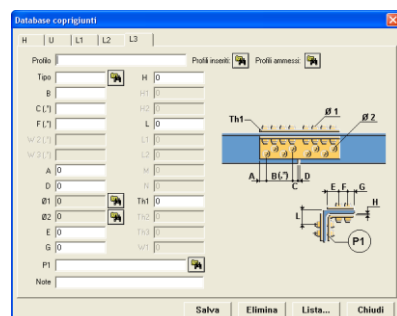 Database coprigiunti
H U L1 L2 L3
Profilo Profili inseriti: Profili ammessi:
Tipo H 0
B H1 0
C (.") H2 0
F (.") L 0
W 2 (.") L1 0
W 3 (.") L2 0
A 0 M 0
D 0 N 0
Ø1 0 Th1 0
Ø2 0 Th2 0
E 0 Th3 0
G 0 W1 0
P1
Note
Th1 Ø 1 Ø 2
A B(.") C D
E F G
H
L
P1
Salva Elimina Lista... Chiudi